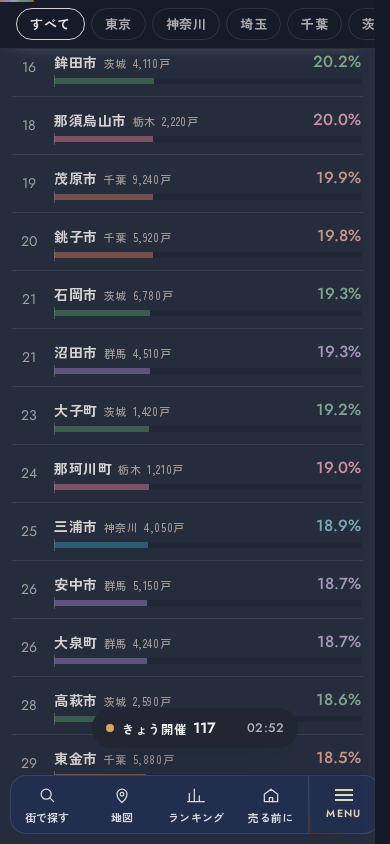 すべて 東京 神奈川 埼玉 千葉 茨
16 鉾田市 茨城 4,110戸 20.2%
18 那須烏山市 栃木 2,220戸 20.0%
19 茂原市 千葉 9,240戸 19.9%
20 銚子市 千葉 5,920戸 19.8%
21 石岡市 茨城 6,780戸 19.3%
21 沼田市 群馬 4,510戸 19.3%
23 大子町 茨城 1,420戸 19.2%
24 那珂川町 栃木 1,210戸 19.0%
25 三浦市 神奈川 4,050戸 18.9%
26 安中市 群馬 5,150戸 18.7%
26 大泉町 群馬 4,240戸 18.7%
28 高萩市 茨城 2,590戸 18.6%
きょう開催 117 02:52
29 東金市 千葉 5,880戸 18.5%
街で探す 地図 ランキング 売る前に MENU